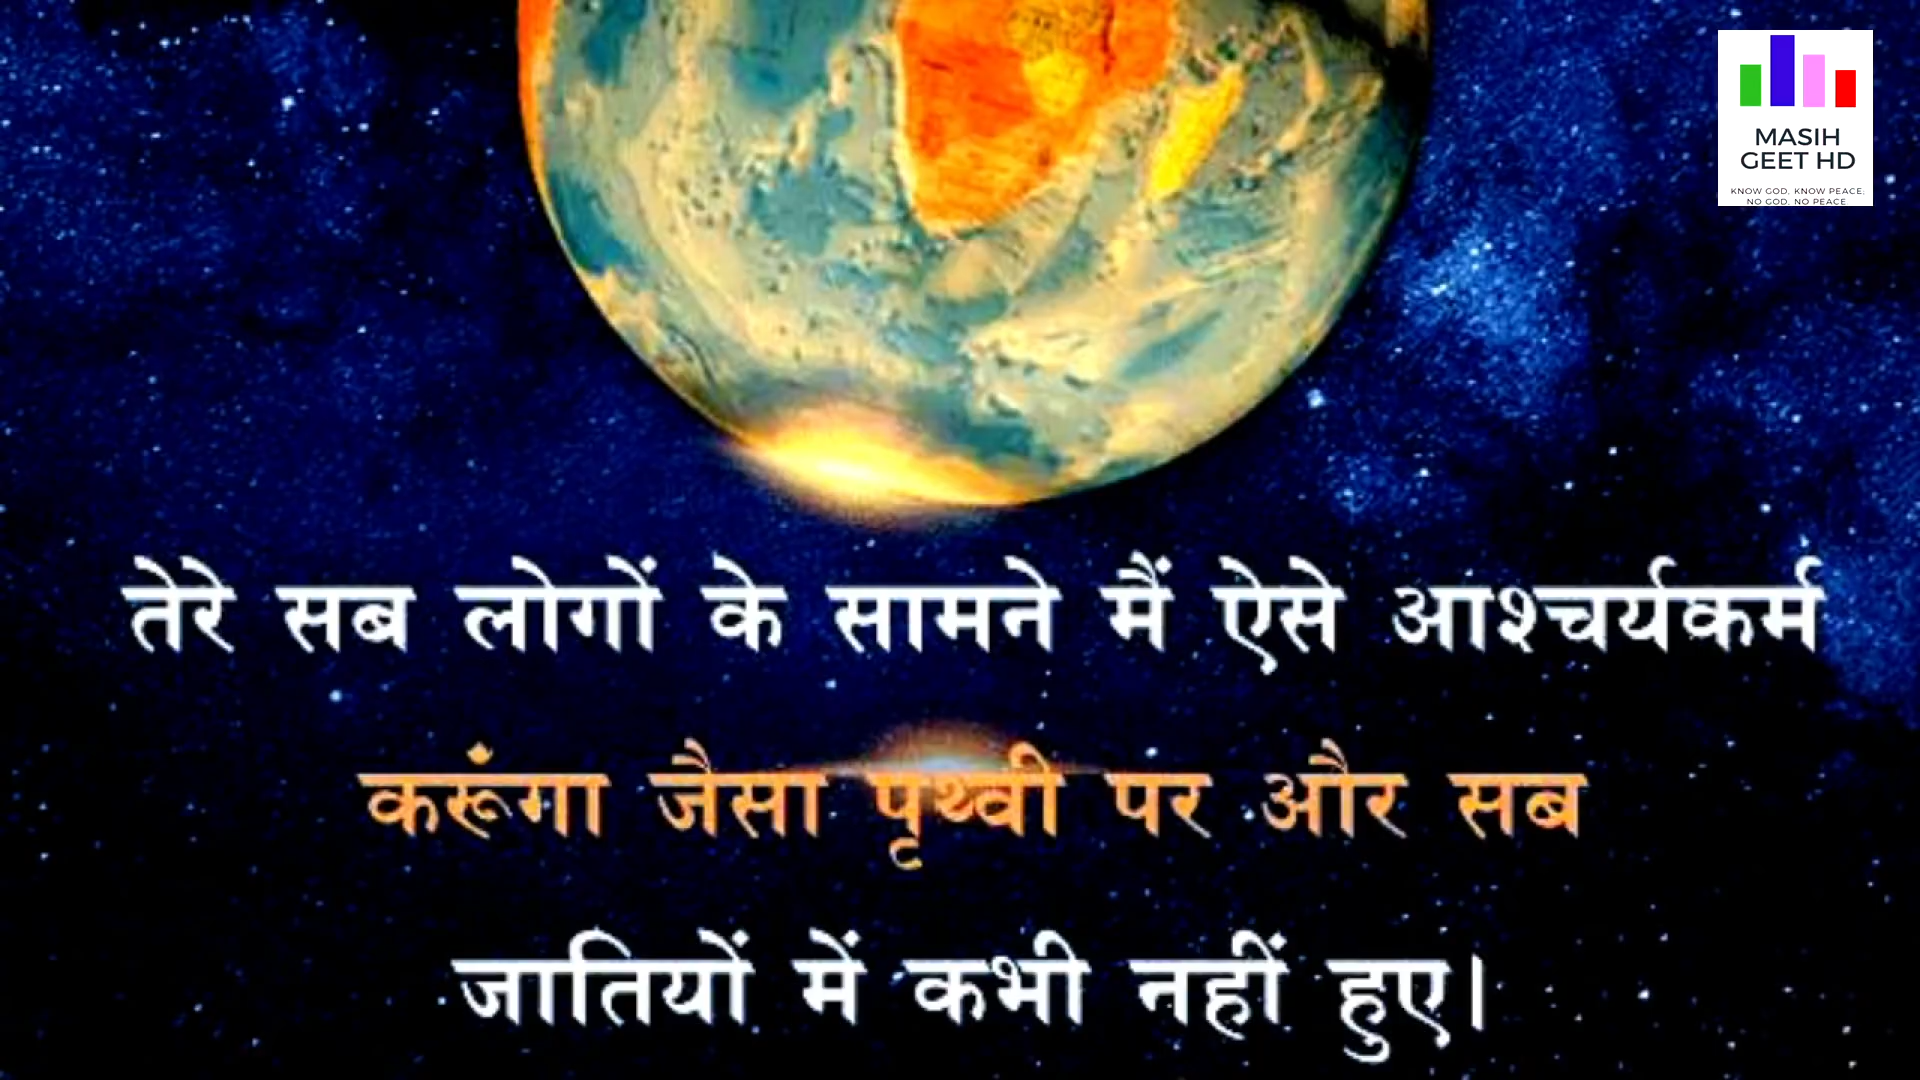 MASIH
GEET HD
KNOW GOD, KNOW PEACE;
NO GOD, NO PEACE
तेरे सब लोगों के सामने मैं ऐसे आश्चर्यकर्म
करूंगा जैसा पृथ्वी पर और सब
जातियों में कभी नहीं हुए।